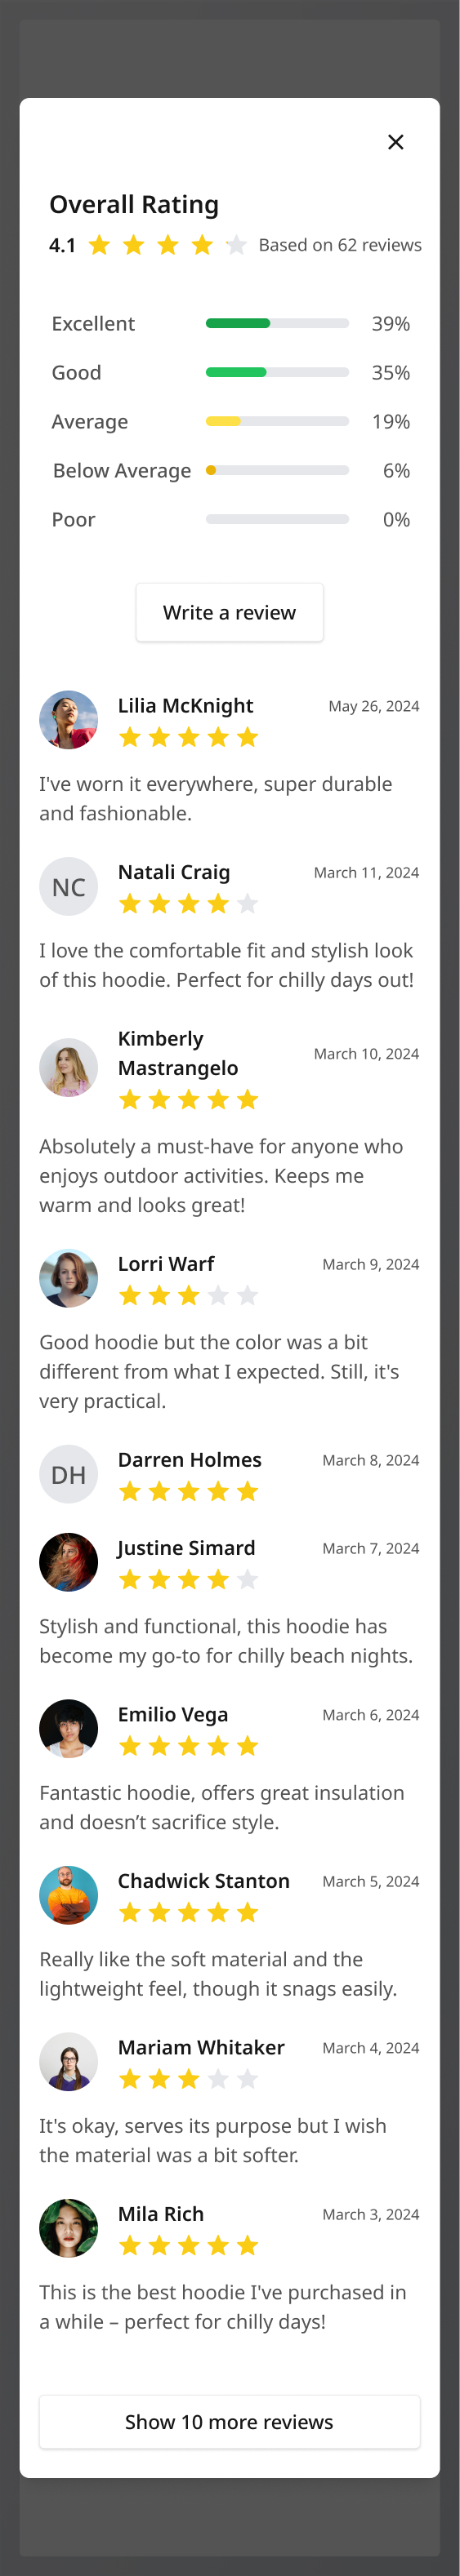 Overall Rating
4.1 Based on 62 reviews
Excellent 39%
Good 35%
Average 19%
Below Average 6%
Poor 0%
Write a review
Lilia McKnight May 26, 2024
I've worn it everywhere, super durable
and fashionable.
NC Natali Craig March 11, 2024
I love the comfortable fit and stylish look
of this hoodie. Perfect for chilly days out!
Kimberly
Mastrangelo March 10, 2024
Absolutely a must-have for anyone who
enjoys outdoor activities. Keeps me
warm and looks great!
Lorri Warf March 9, 2024
Good hoodie but the color was a bit
different from what I expected. Still, it's
very practical.
DH Darren Holmes March 8, 2024
Justine Simard March 7, 2024
Stylish and functional, this hoodie has
become my go-to for chilly beach nights.
Emilio Vega March 6, 2024
Fantastic hoodie, offers great insulation
and doesn’t sacrifice style.
Chadwick Stanton March 5, 2024
Really like the soft material and the
lightweight feel, though it snags easily.
Mariam Whitaker March 4, 2024
It's okay, serves its purpose but I wish
the material was a bit softer.
Mila Rich March 3, 2024
This is the best hoodie I've purchased in
a while – perfect for chilly days!
Show 10 more reviews